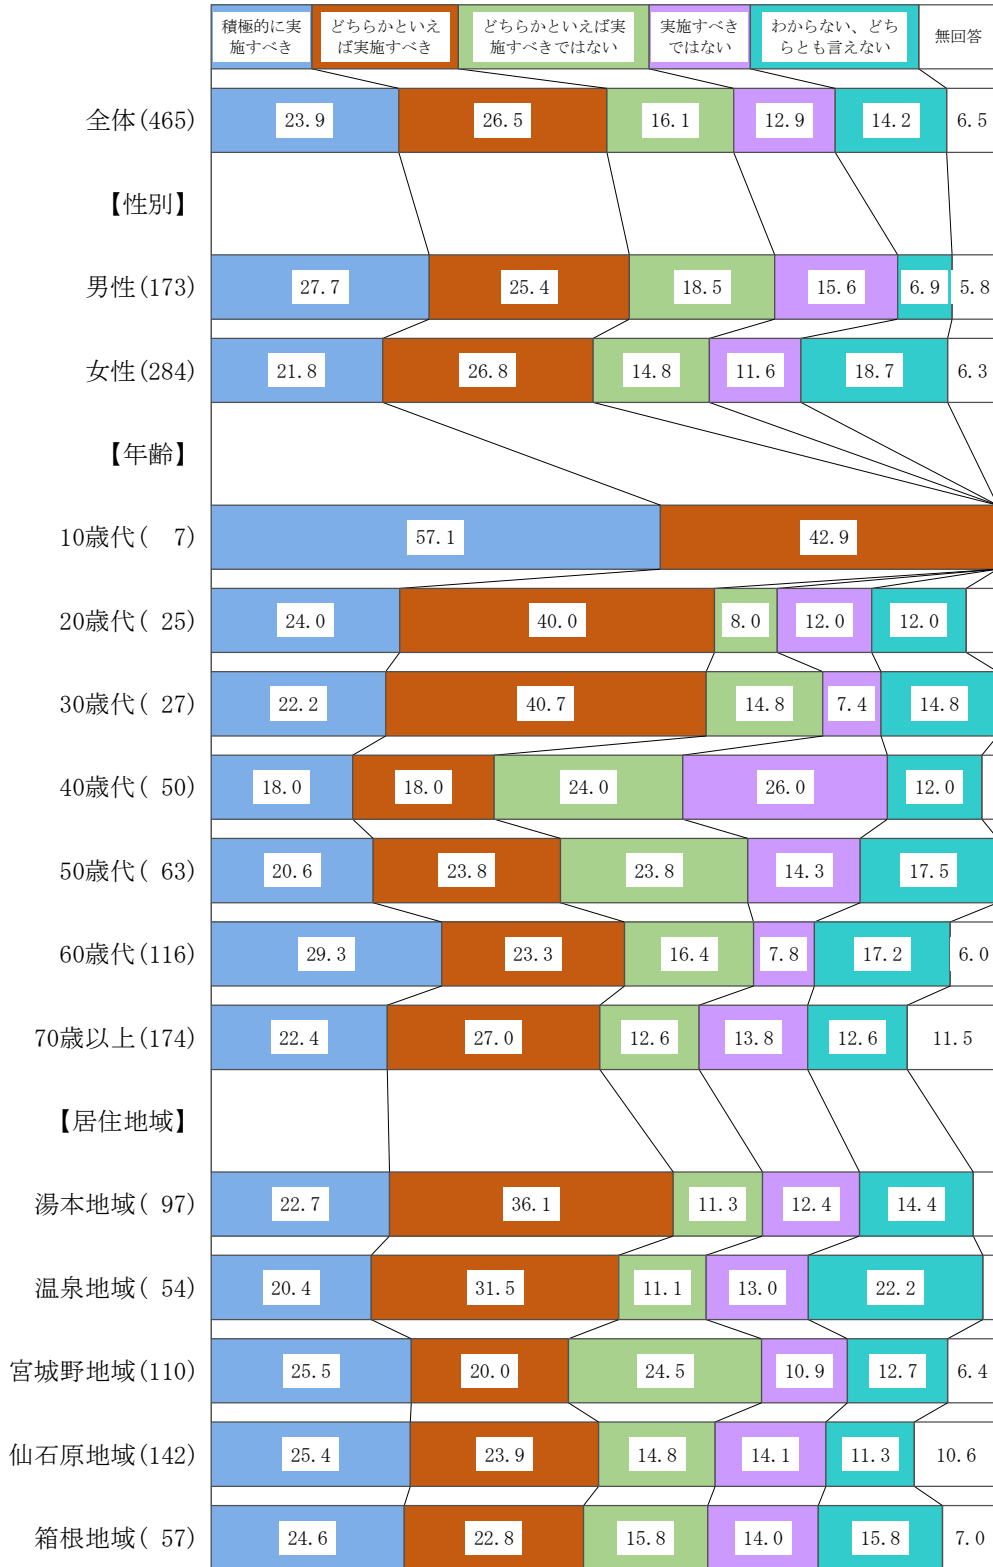 積極的に実
施すべき
どちらかといえ
ば実施すべき
どちらかといえば実
施すべきではない
実施すべき
ではない
わからない、どち
らとも言えない
無回答
全体(465) 23.9 26.5 16.1 12.9 14.2 6.5
【性別】
男性(173) 27.7 25.4 18.5 15.6 6.9 5.8
女性(284) 21.8 26.8 14.8 11.6 18.7 6.3
【年齢】
10歳代(  7) 57.1 42.9
20歳代( 25) 24.0 40.0 8.0 12.0 12.0
30歳代( 27) 22.2 40.7 14.8 7.4 14.8
40歳代( 50) 18.0 18.0 24.0 26.0 12.0
50歳代( 63) 20.6 23.8 23.8 14.3 17.5
60歳代(116) 29.3 23.3 16.4 7.8 17.2 6.0
70歳以上(174) 22.4 27.0 12.6 13.8 12.6 11.5
【居住地域】
湯本地域( 97) 22.7 36.1 11.3 12.4 14.4
温泉地域( 54) 20.4 31.5 11.1 13.0 22.2
宮城野地域(110) 25.5 20.0 24.5 10.9 12.7 6.4
仙石原地域(142) 25.4 23.9 14.8 14.1 11.3 10.6
箱根地域( 57) 24.6 22.8 15.8 14.0 15.8 7.0